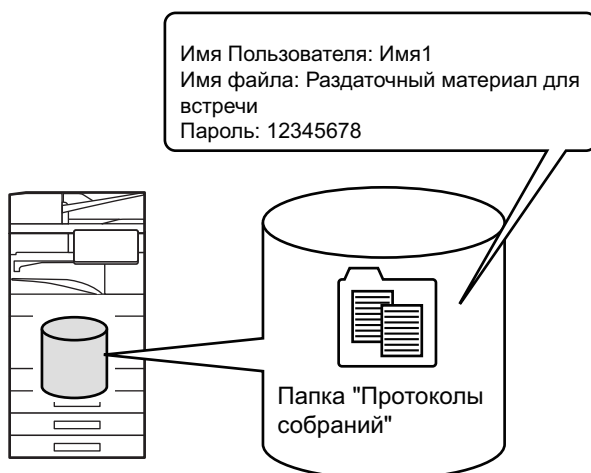 Имя Пользователя: Имя1
Имя файла: Раздаточный материал для
встречи
Пароль: 12345678
Папка "Протоколы
собраний"